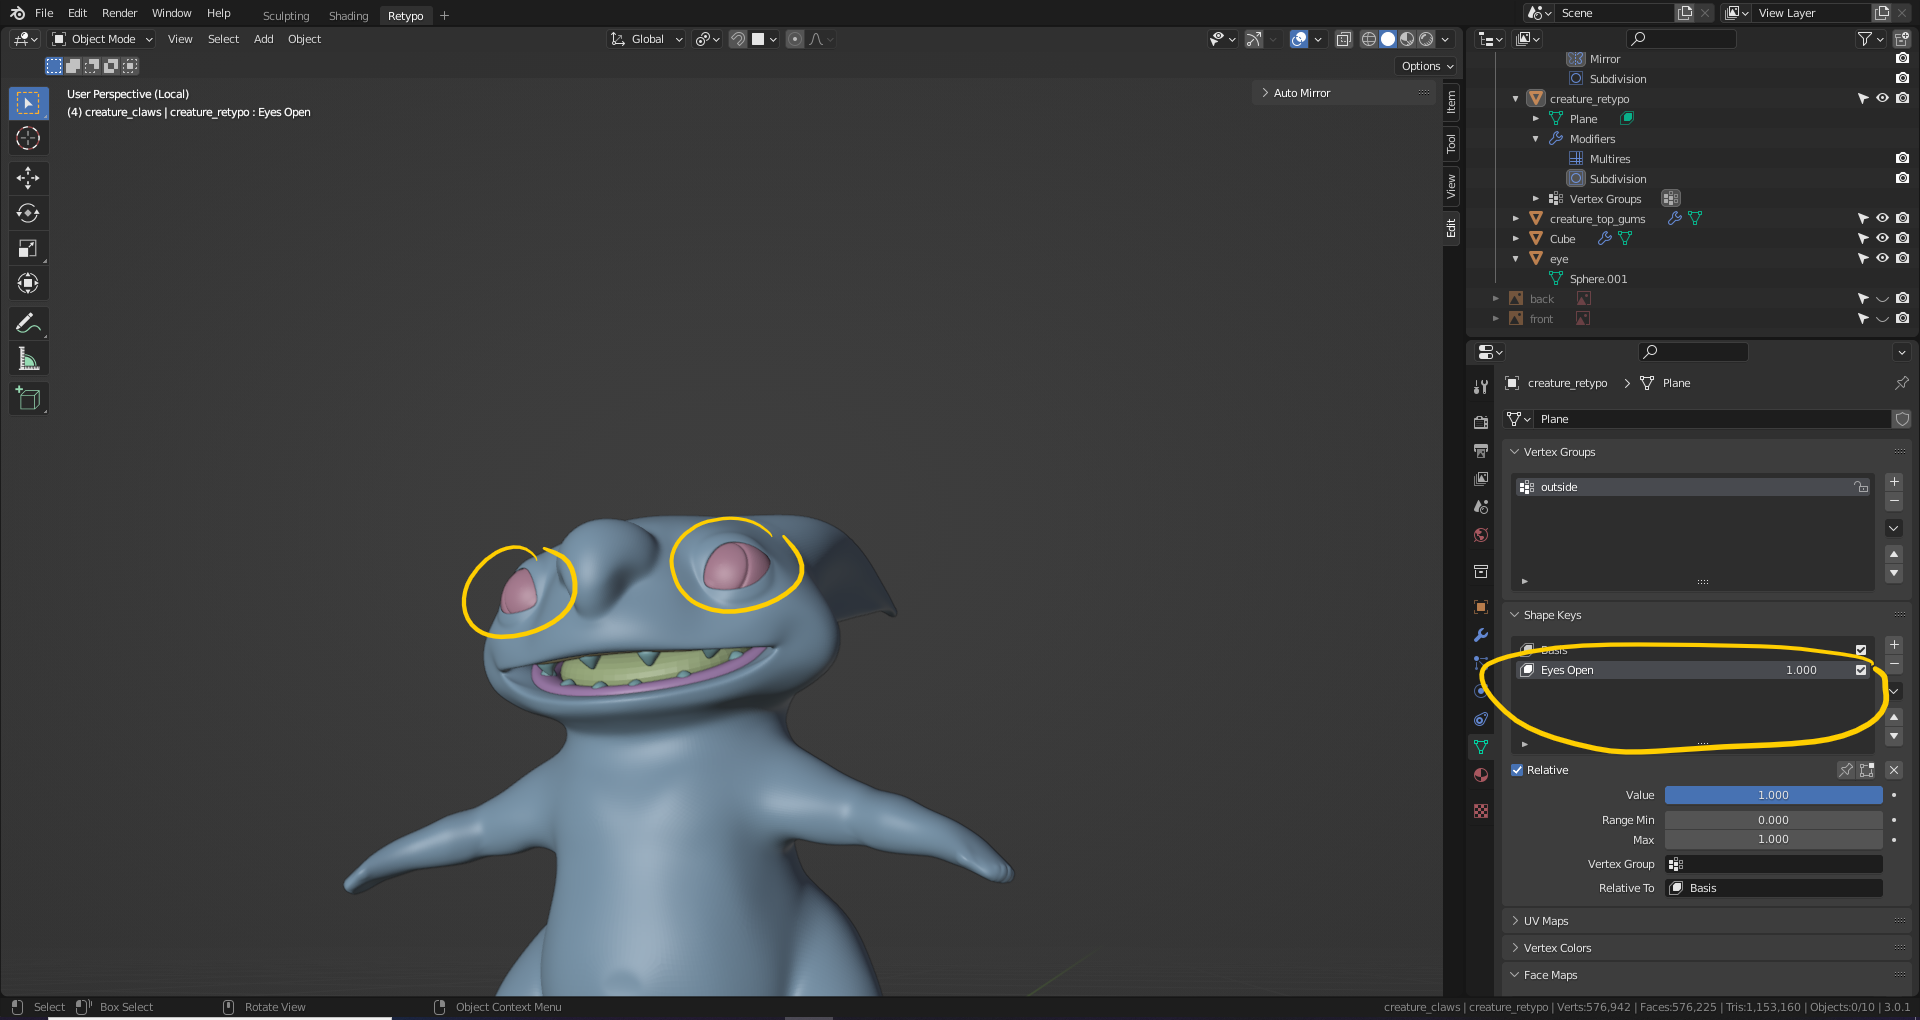 File Edit Render Window Help Sculpting Shading Retypo Scene View Layer
Object Mode View Select Add Object Global
Options
User Perspective (Local)
(4) creature_claws | creature_retypo : Eyes Open
Auto Mirror
Item
Tool
View
Edit
Mirror
Subdivision
creature_retypo
Plane
Modifiers
Multires
Subdivision
Vertex Groups
creature_top_gums
Cube
eye
Sphere.001
back
front
creature_retypo Plane
Plane
Vertex Groups
outside
Shape Keys
Basis
Eyes Open 1.000
Relative
Value 1.000
Range Min 0.000
Max 1.000
Vertex Group
Relative To Basis
UV Maps
Vertex Colors
Face Maps
Select Box Select Rotate View Object Context Menu
creature_claws | creature_retypo | Verts:576,942 | Faces:576,225 | Tris:1,153,160 | Objects:0/10 | 3.0.1